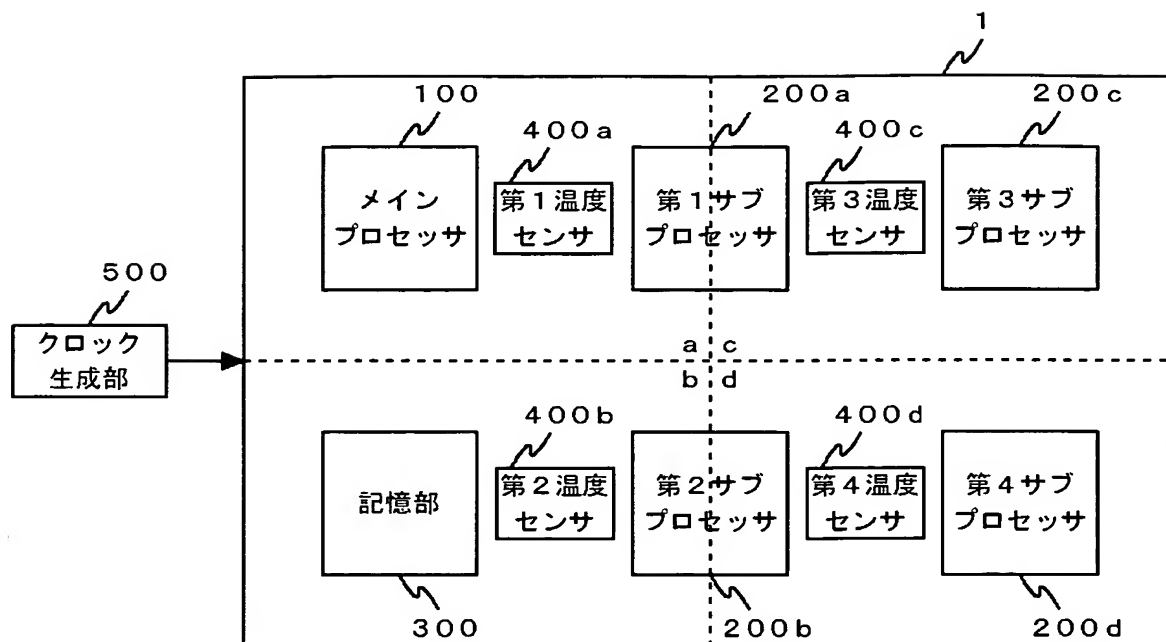 1
100
200a
200c
400a
400c
メイン
プロセッサ
第1温度
センサ
第1サブ
プロセッサ
第3温度
センサ
第3サブ
プロセッサ
500
クロック
生成部
a c
b d
400b
400d
記憶部
第2温度
センサ
第2サブ
プロセッサ
第4温度
センサ
第4サブ
プロセッサ
300
200b
200d